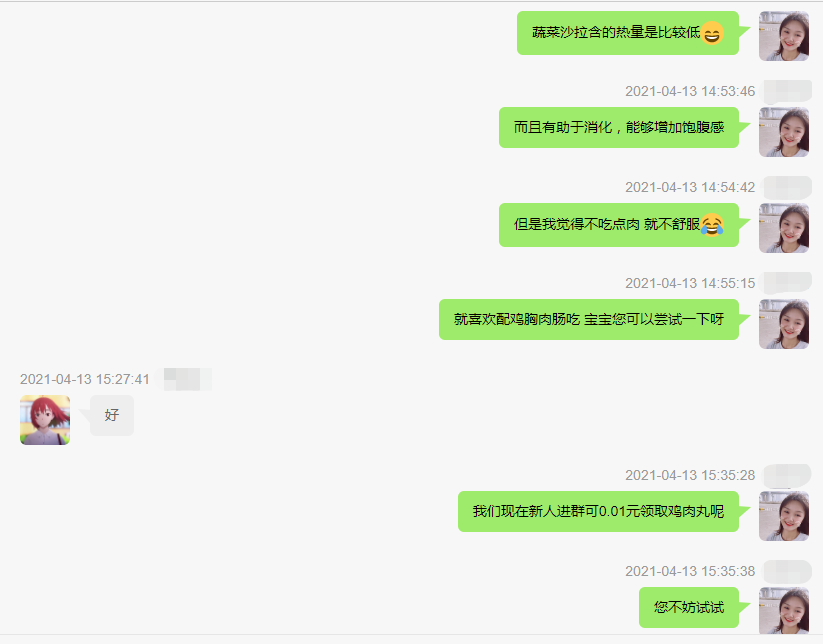 蔬菜沙拉含的热量是比较低😄
2021-04-13 14:53:46
而且有助于消化，能够增加饱腹感
2021-04-13 14:54:42
但是我觉得不吃点肉 就不舒服😂
2021-04-13 14:55:15
就喜欢配鸡胸肉肠吃 宝宝您可以尝试一下呀
2021-04-13 15:27:41
好
2021-04-13 15:35:28
我们现在新人进群可0.01元领取鸡肉丸呢
2021-04-13 15:35:38
您不妨试试